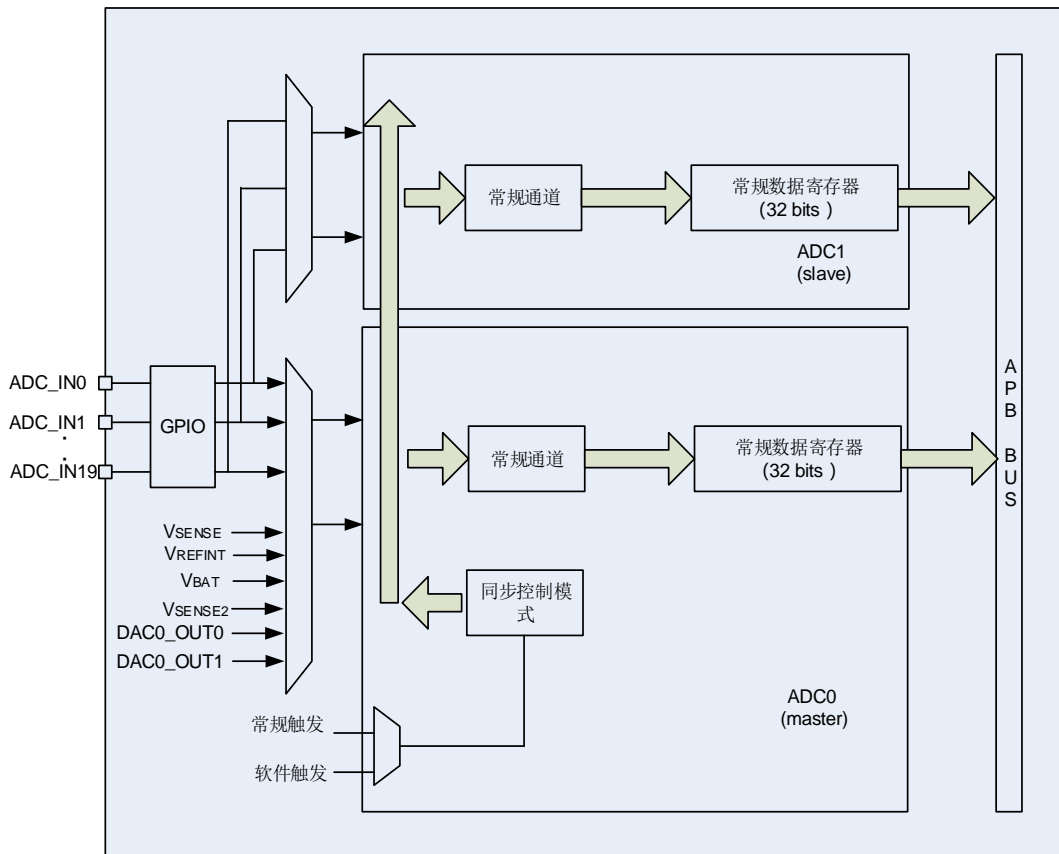 常规通道
常规数据寄存器
(32 bits )
ADC1
(slave)
ADC_IN0
ADC_IN1
.
.
ADC_IN19
GPIO
常规通道
常规数据寄存器
(32 bits )
APB BUS
VSENSE
VREFINT
VBAT
VSENSE2
DAC0_OUT0
DAC0_OUT1
同步控制模
式
ADC0
(master)
常规触发
软件触发